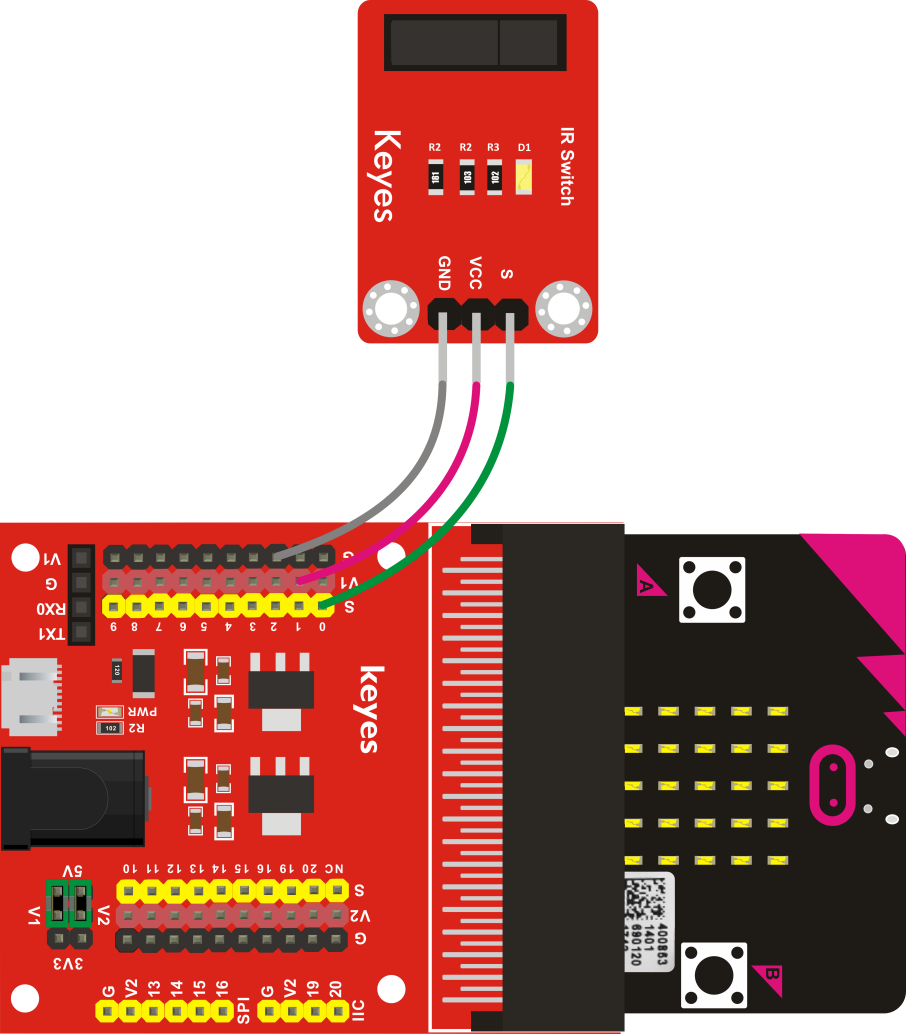 Keyes
IR Switch
R2 R2 R3 D1
181 103 102
GND VCC S
V1
G
RX0
TX1
G
V1
S
9 8 7 6 5 4 3 2 1 0
120
PWR
R2
102
keyes
A
5V
V1
V2
3V3
10 11 12 13 14 15 16 19 20 NC
S
V2
G
G V2 13 14 15 16 SPI
G V2 19 20 IIC
400863
1401
690120
B